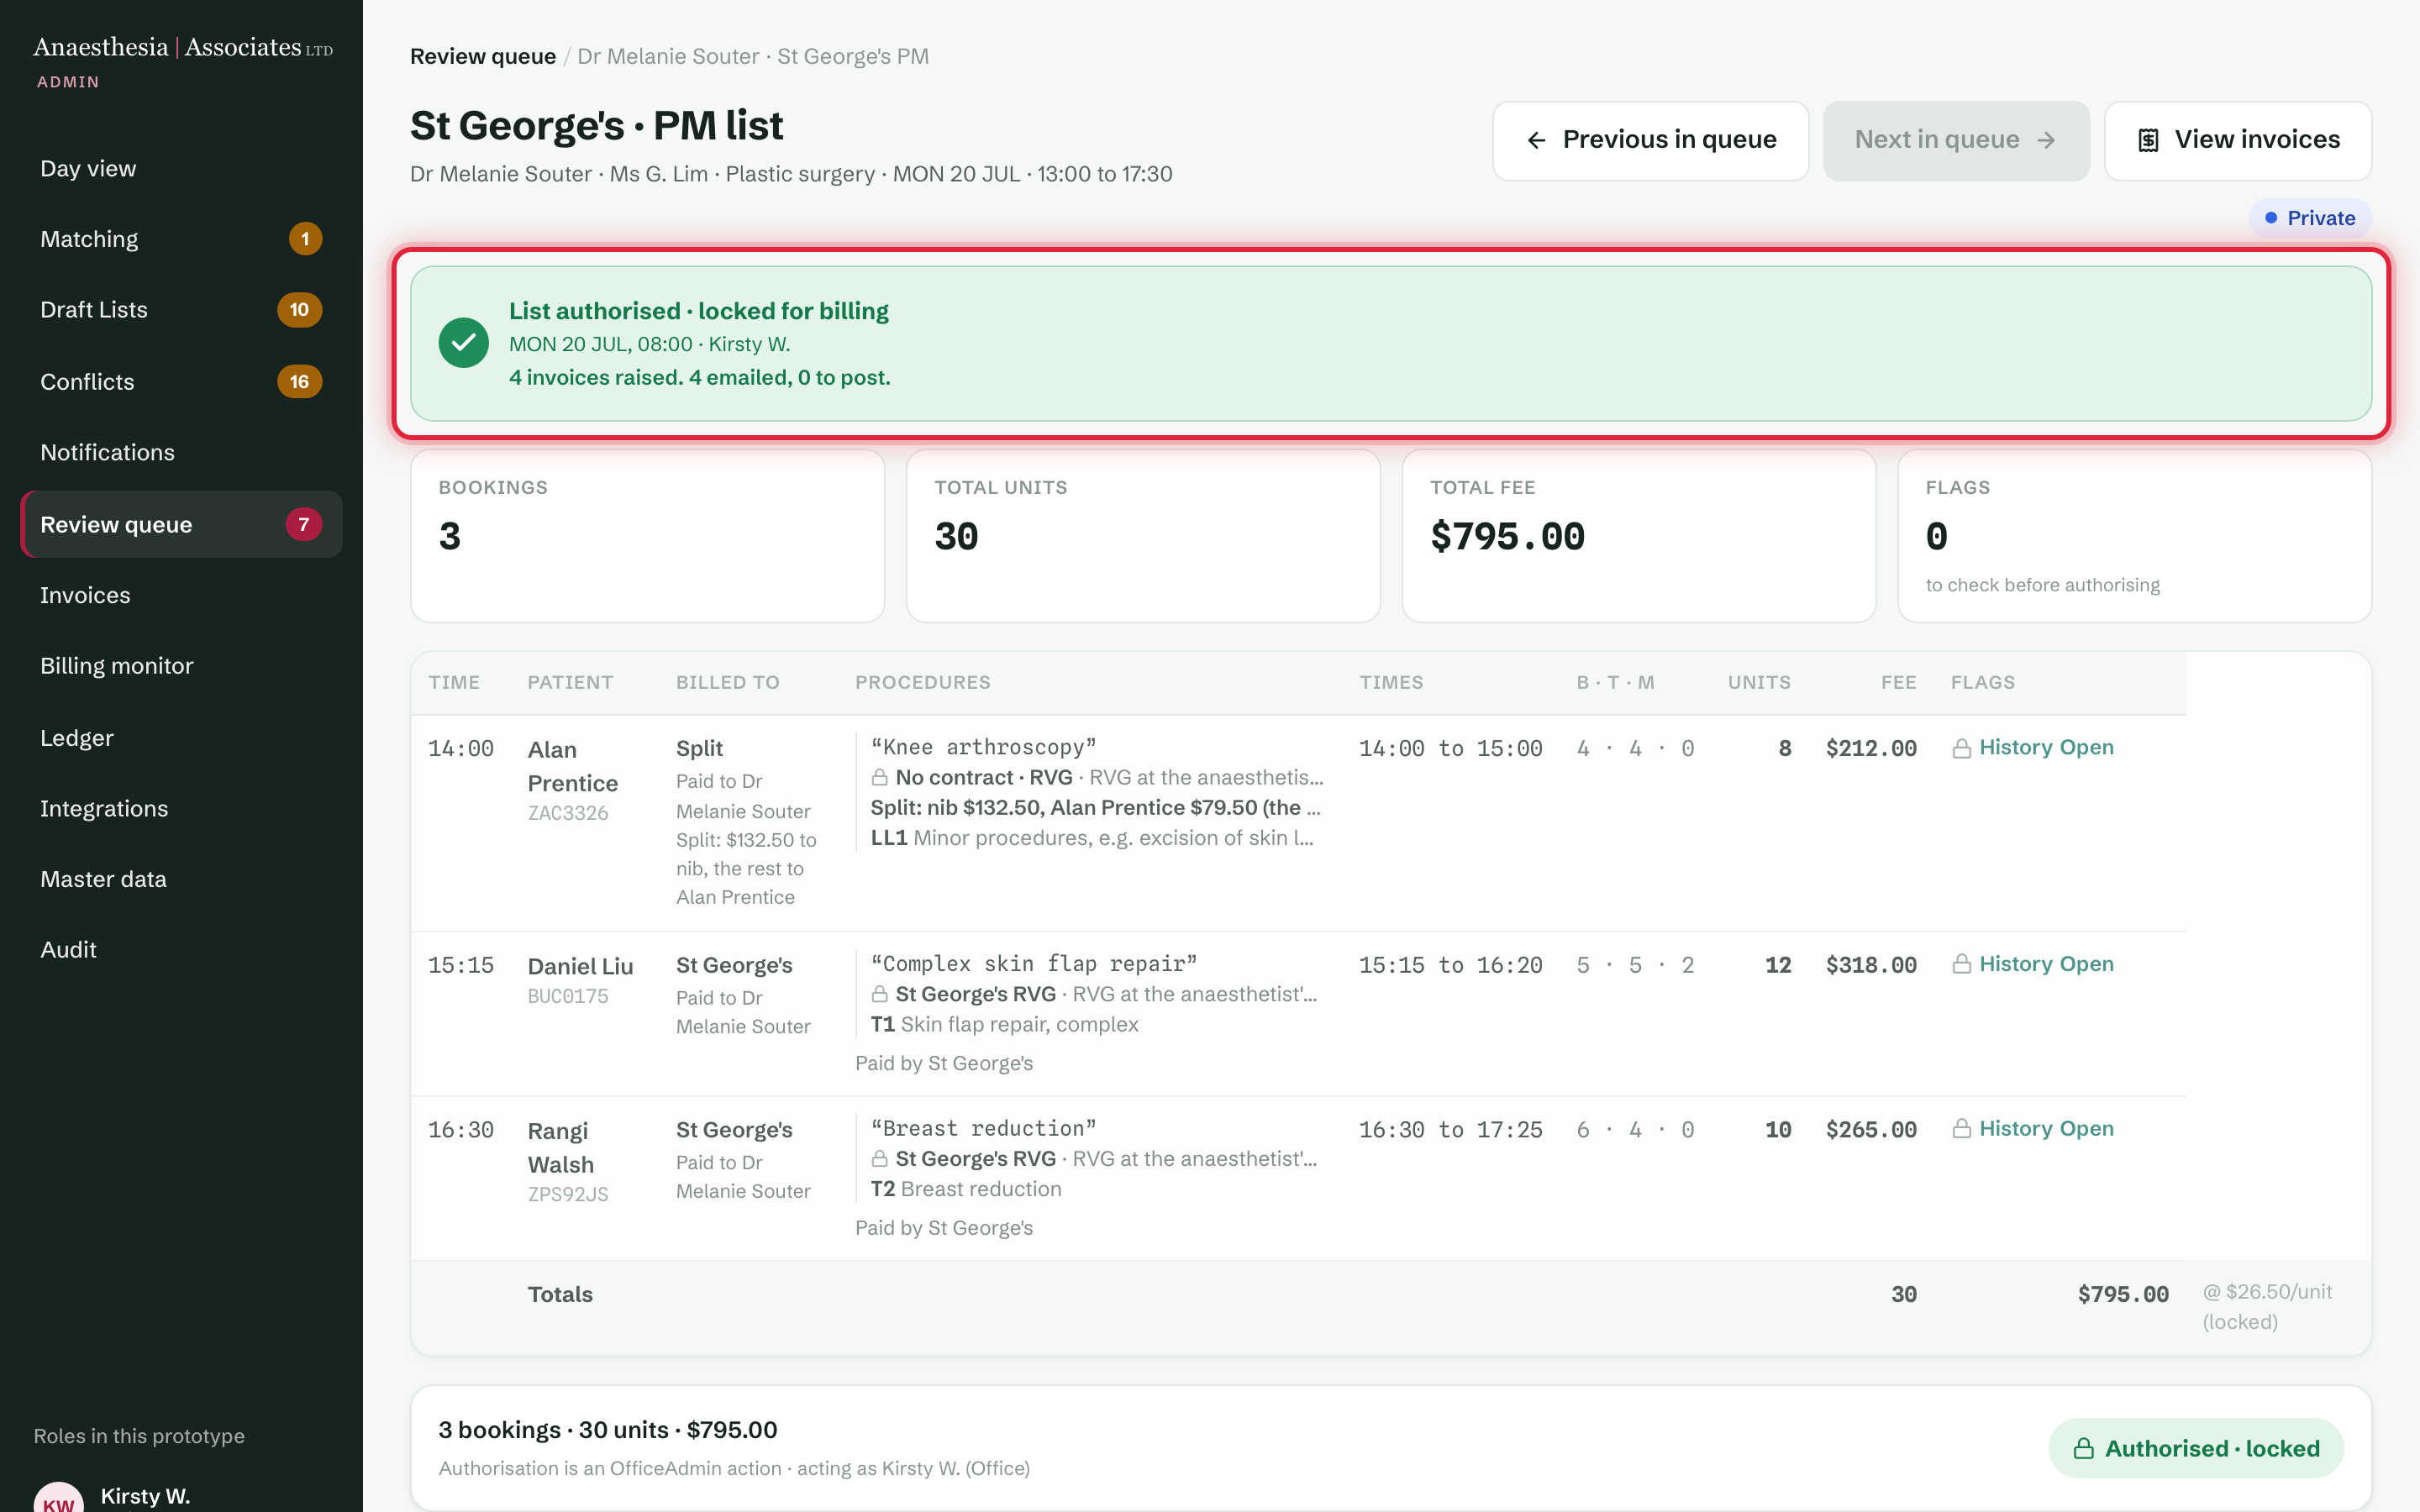 Anaesthesia | Associates LTD
ADMIN
Day view
Matching 1
Draft Lists 10
Conflicts 16
Notifications
Review queue 7
Invoices
Billing monitor
Ledger
Integrations
Master data
Audit
Roles in this prototype
KW Kirsty W.
Review queue / Dr Melanie Souter · St George's PM
St George's · PM list
Dr Melanie Souter · Ms G. Lim · Plastic surgery · MON 20 JUL · 13:00 to 17:30
← Previous in queue
Next in queue →
View invoices
Private
List authorised · locked for billing
MON 20 JUL, 08:00 · Kirsty W.
4 invoices raised. 4 emailed, 0 to post.
BOOKINGS
3
TOTAL UNITS
30
TOTAL FEE
$795.00
FLAGS
0
to check before authorising
TIME PATIENT BILLED TO PROCEDURES TIMES B · T · M UNITS FEE FLAGS
14:00
Alan
Prentice
ZAC3326
Split
Paid to Dr
Melanie Souter
Split: $132.50 to
nib, the rest to
Alan Prentice
“Knee arthroscopy”
No contract · RVG · RVG at the anaesthetis...
Split: nib $132.50, Alan Prentice $79.50 (the ...
LL1 Minor procedures, e.g. excision of skin l...
14:00 to 15:00
4 · 4 · 0
8
$212.00
History Open
15:15
Daniel Liu
BUC0175
St George's
Paid to Dr
Melanie Souter
“Complex skin flap repair”
St George's RVG · RVG at the anaesthetist'...
T1 Skin flap repair, complex
Paid by St George's
15:15 to 16:20
5 · 5 · 2
12
$318.00
History Open
16:30
Rangi
Walsh
ZPS92JS
St George's
Paid to Dr
Melanie Souter
“Breast reduction”
St George's RVG · RVG at the anaesthetist'...
T2 Breast reduction
Paid by St George's
16:30 to 17:25
6 · 4 · 0
10
$265.00
History Open
Totals 30 $795.00
@ $26.50/unit
(locked)
3 bookings · 30 units · $795.00
Authorisation is an OfficeAdmin action · acting as Kirsty W. (Office)
Authorised · locked